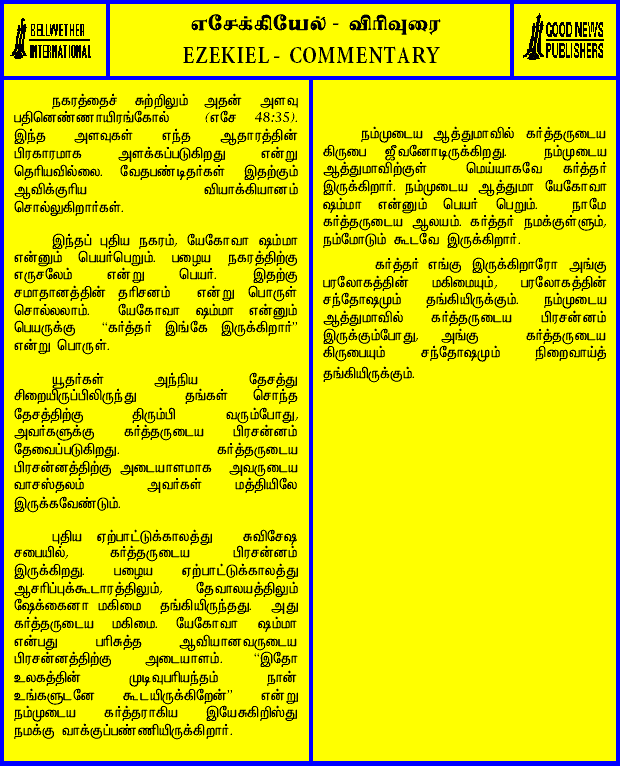 BELLWETHER
INTERNATIONAL
எசேக்கியேல் - விரிவுரை
EZEKIEL - COMMENTARY
GOOD NEWS
PUBLISHERS
நகரத்தைச் சுற்றிலும் அதன் அளவு
பதினெண்ணாயிரங்கோல் (எசே 48:35).
இந்த அளவுகள் எந்த ஆதாரத்தின்
பிரகாரமாக அளக்கப்படுகிறது என்று
தெரியவில்லை. வேதபண்டிதர்கள் இதற்கும்
ஆவிக்குரிய வியாக்கியானம்
சொல்லுகிறார்கள்.
இந்தப் புதிய நகரம், யேகோவா ஷம்மா
என்னும் பெயர்பெறும். பழைய நகரத்திற்கு
எருசலேம் என்று பெயர். இதற்கு
சமாதானத்தின் தரிசனம் என்று பொருள்
சொல்லலாம். யேகோவா ஷம்மா என்னும்
பெயருக்கு “கர்த்தர் இங்கே இருக்கிறார்”
என்று பொருள்.
யூதர்கள் அந்நிய தேசத்து
சிறையிருப்பிலிருந்து தங்கள் சொந்த
தேசத்திற்கு திரும்பி வரும்போது,
அவர்களுக்கு கர்த்தருடைய பிரசன்னம்
தேவைப்படுகிறது. கர்த்தருடைய
பிரசன்னத்திற்கு அடையாளமாக அவருடைய
வாசஸ்தலம் அவர்கள் மத்தியிலே
இருக்கவேண்டும்.
புதிய ஏற்பாட்டுக்காலத்து சுவிசேஷ
சபையில், கர்த்தருடைய பிரசன்னம்
இருக்கிறது. பழைய ஏற்பாட்டுக்காலத்து
ஆசரிப்புக்கூடாரத்திலும், தேவாலயத்திலும்
ஷேக்கைனா மகிமை தங்கியிருந்தது. அது
கர்த்தருடைய மகிமை. யேகோவா ஷம்மா
என்பது பரிசுத்த ஆவியானவருடைய
பிரசன்னத்திற்கு அடையாளம். “இதோ
உலகத்தின் முடிவுபரியந்தம் நான்
உங்களுடனே கூடயிருக்கிறேன்” என்று
நம்முடைய கர்த்தராகிய இயேசுகிறிஸ்து
நமக்கு வாக்குப்பண்ணியிருக்கிறார்.
நம்முடைய ஆத்துமாவில் கர்த்தருடைய
கிருபை ஜீவனோடிருக்கிறது. நம்முடைய
ஆத்துமாவிற்குள் மெய்யாகவே கர்த்தர்
இருக்கிறார். நம்முடைய ஆத்துமா யேகோவா
ஷம்மா என்னும் பெயர் பெறும். நாமே
கர்த்தருடைய ஆலயம். கர்த்தர் நமக்குள்ளும்,
நம்மோடும் கூடவே இருக்கிறார்.
கர்த்தர் எங்கு இருக்கிறாரோ அங்கு
பரலோகத்தின் மகிமையும், பரலோகத்தின்
சந்தோஷமும் தங்கியிருக்கும். நம்முடைய
ஆத்துமாவில் கர்த்தருடைய பிரசன்னம்
இருக்கும்போது, அங்கு கர்த்தருடைய
கிருபையும் சந்தோஷமும் நிறைவாய்த்
தங்கியிருக்கும்.